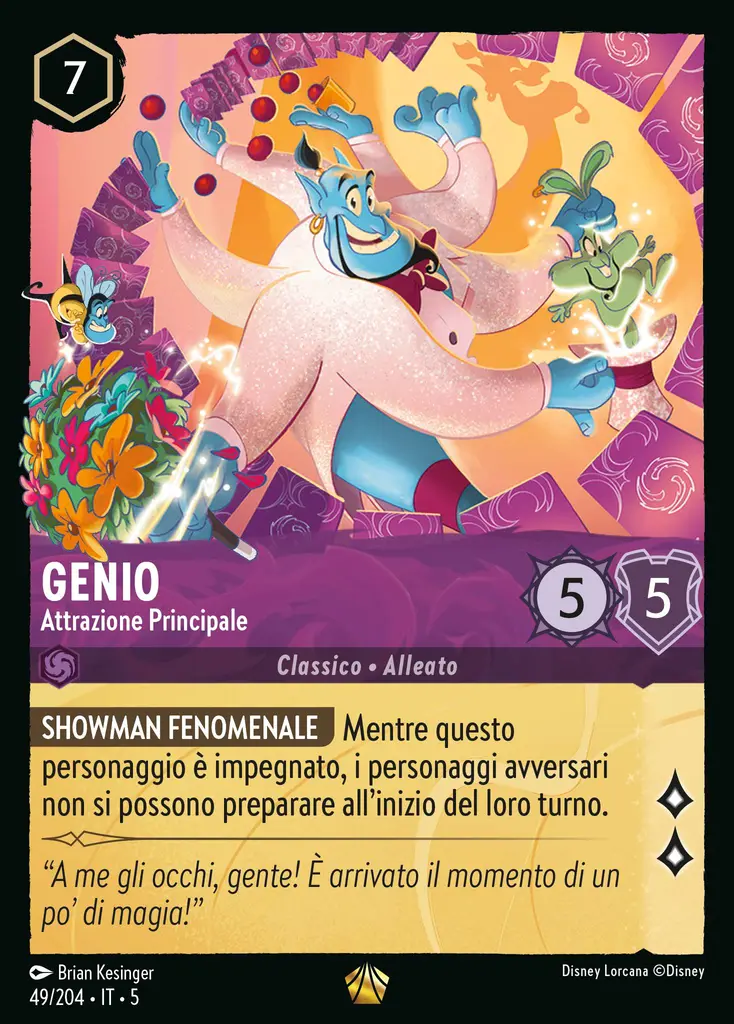 7
GENIO
Attrazione Principale
5
5
Classico • Alleato
SHOWMAN FENOMENALE Mentre questo
personaggio è impegnato, i personaggi avversari
non si possono preparare all’inizio del loro turno.
“A me gli occhi, gente! È arrivato il momento di un
po’ di magia!”
Brian Kesinger
Disney Lorcana ©Disney
49/204 • IT • 5